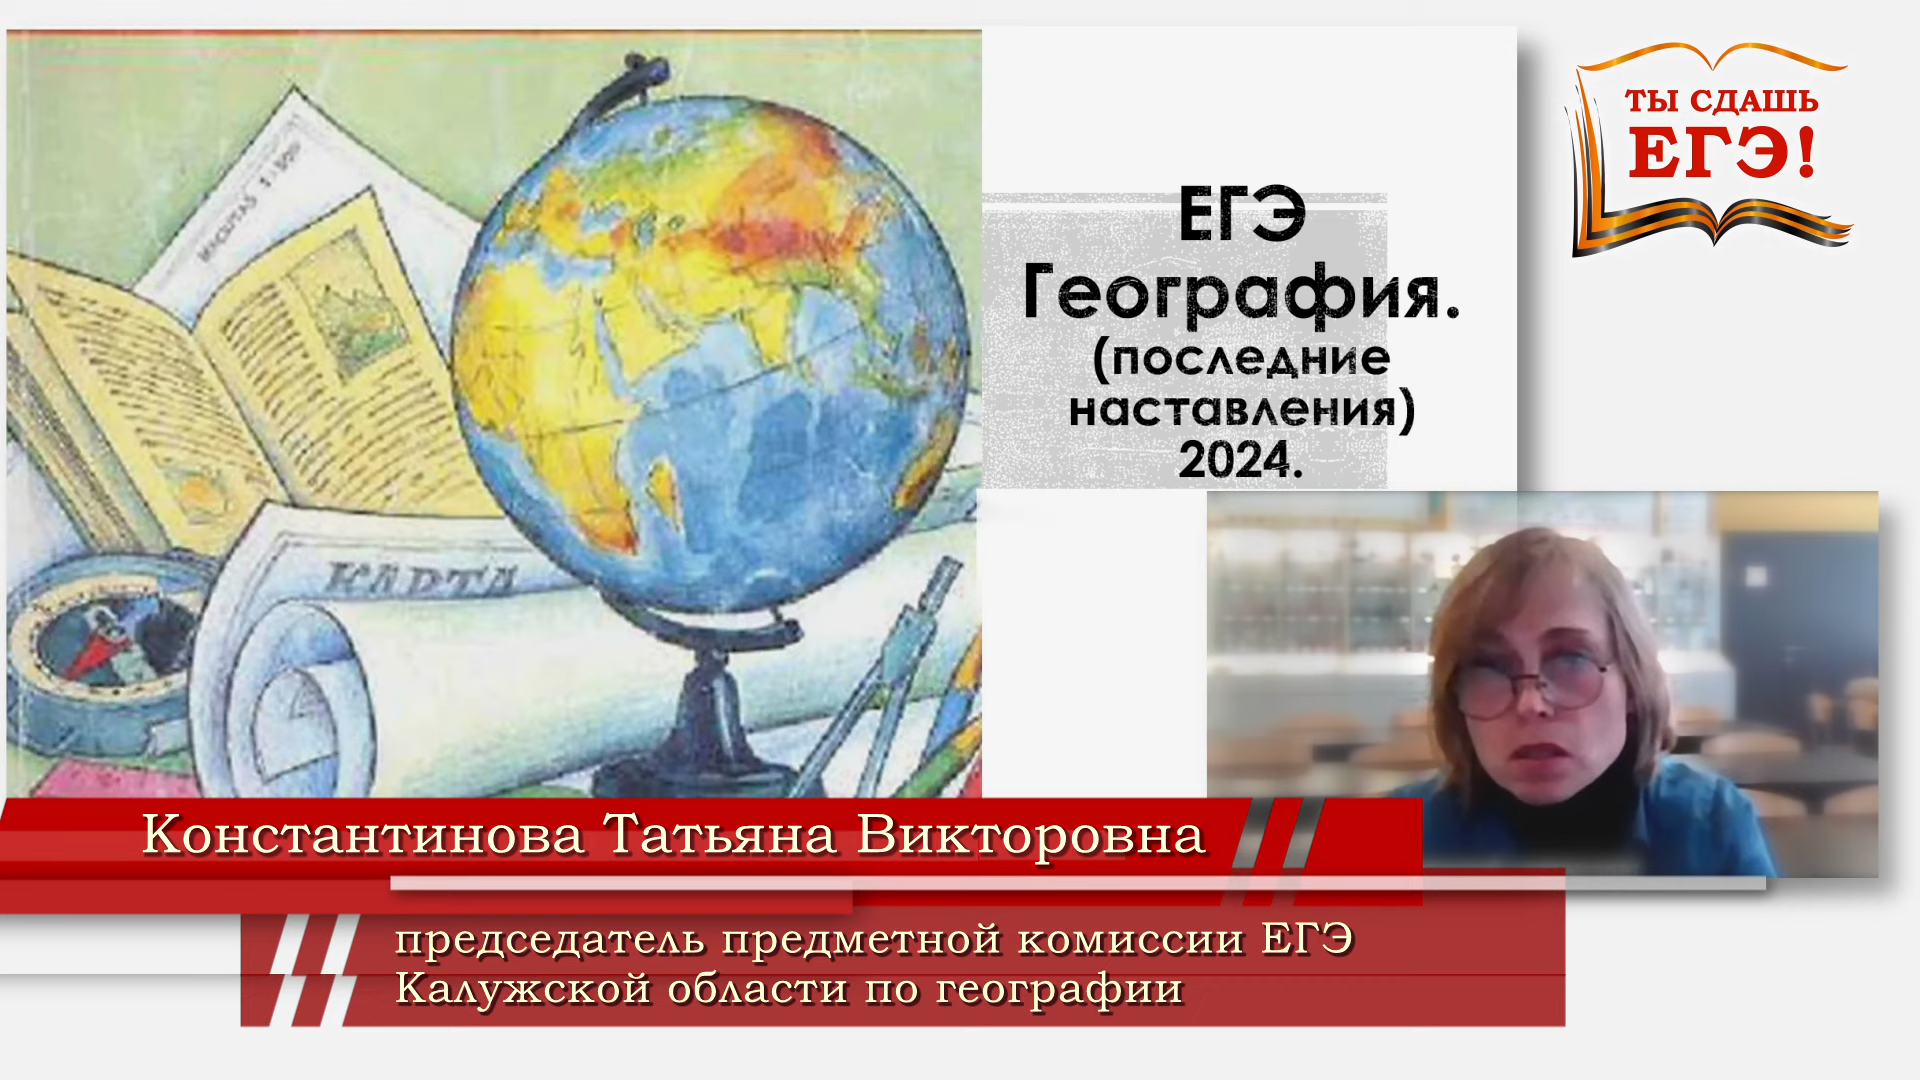 ТЫ СДАШЬ
ЕГЭ!
ЕГЭ
География.
(последние
наставления)
2024.
КАРТА
Константинова Татьяна Викторовна
председатель предметной комиссии ЕГЭ
Калужской области по географии